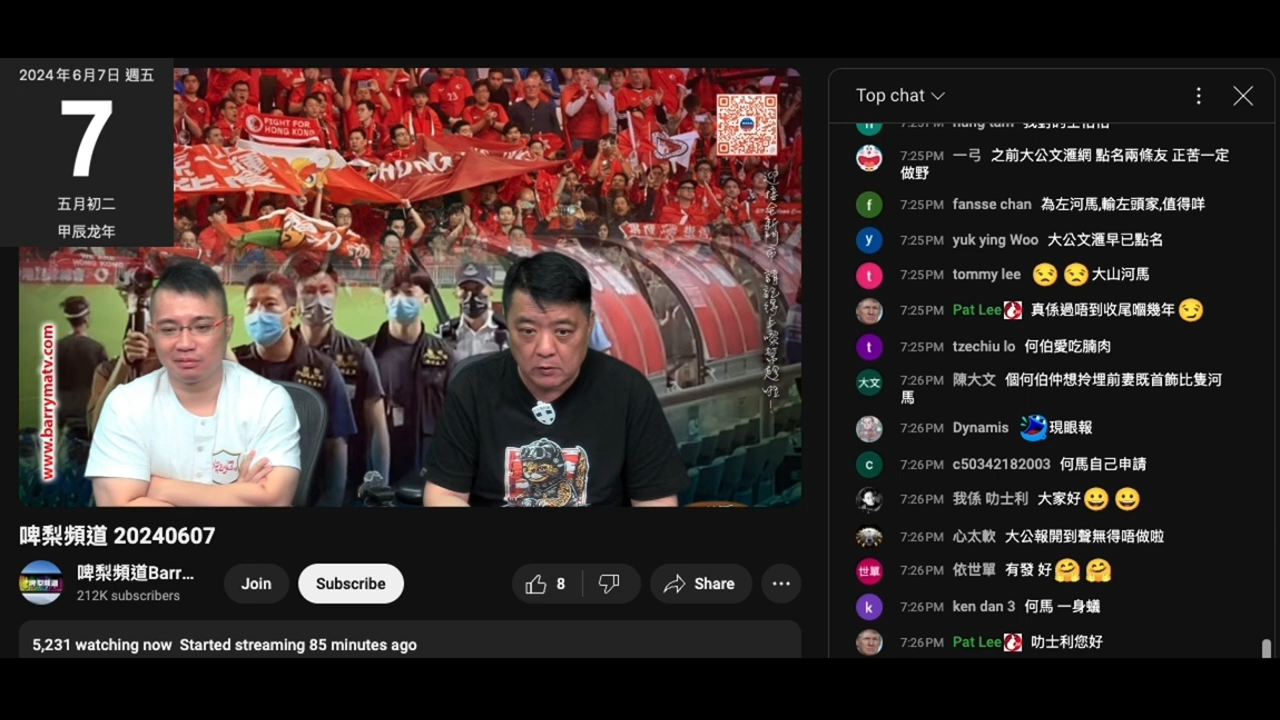 2024年6月7日 週五
7
五月初二
甲辰龙年
FIGHT FOR
HONG KONG
www.barrymatv.com
啤梨頻道 20240607
啤梨頻道Barr...
212K subscribers
Join
Subscribe
8
Share
5,231 watching now Started streaming 85 minutes ago
Top chat
7:25PM 一弓 之前大公文滙網 點名兩條友 正苦一定
做野
7:25PM fansse chan 為左河馬,輸左頭家,值得咩
7:25PM yuk ying Woo 大公文滙早已點名
7:25PM tommy lee 😒😒大山河馬
7:25PM Pat Lee 真係過唔到收尾嗰幾年😏
7:25PM tzechiu lo 何伯愛吃腩肉
大文 7:26PM 陳大文 個何伯仲想拎埋前妻既首飾比隻河
馬
7:26PM Dynamis 現眼報
c 7:26PM c50342182003 何馬自己申請
7:26PM 我係 叻士利 大家好😀😀
7:26PM 心太軟 大公報開到聲無得唔做啦
世單 7:26PM 依世單 有發 好🤗🤗
k 7:26PM ken dan 3 何馬 一身蟻
7:26PM Pat Lee 叻士利您好